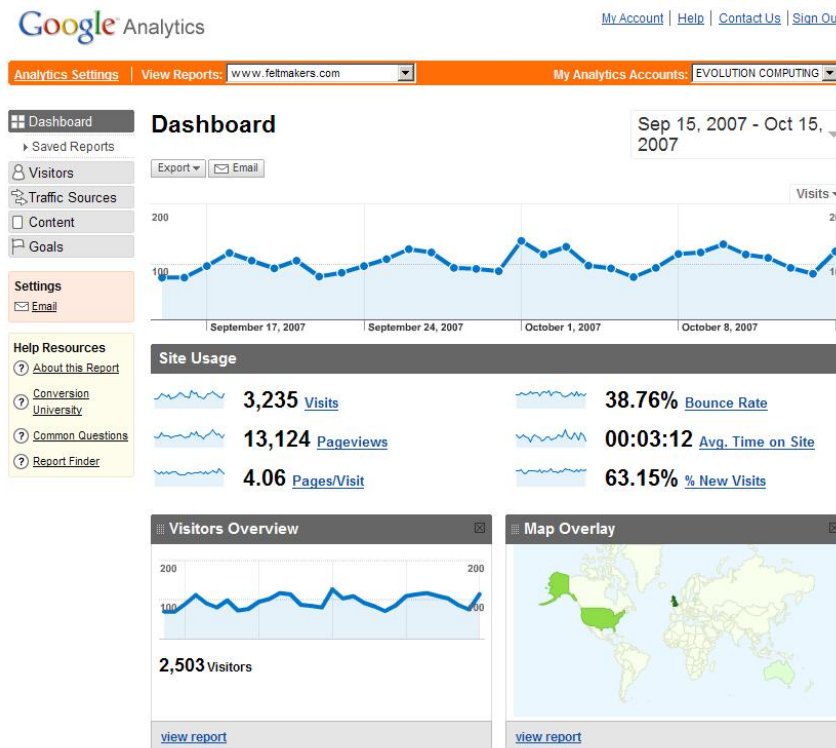 Google Analytics
My Account | Help | Contact Us | Sign Ou
Analytics Settings | View Reports: www.feltmakers.com
My Analytics Accounts: EVOLUTION COMPUTING
Dashboard
Saved Reports
Visitors
Traffic Sources
Content
Goals
Settings
Email
Help Resources
About this Report
Conversion
University
Common Questions
Report Finder
Dashboard
Sep 15, 2007 - Oct 15,
2007
Export
Email
Visits
200
100
September 17, 2007
September 24, 2007
October 1, 2007
October 8, 2007
Site Usage
3,235 Visits
38.76% Bounce Rate
13,124 Pageviews
00:03:12 Avg. Time on Site
4.06 Pages/Visit
63.15% % New Visits
Visitors Overview
200 200
100
2,503 Visitors
view report
Map Overlay
view report